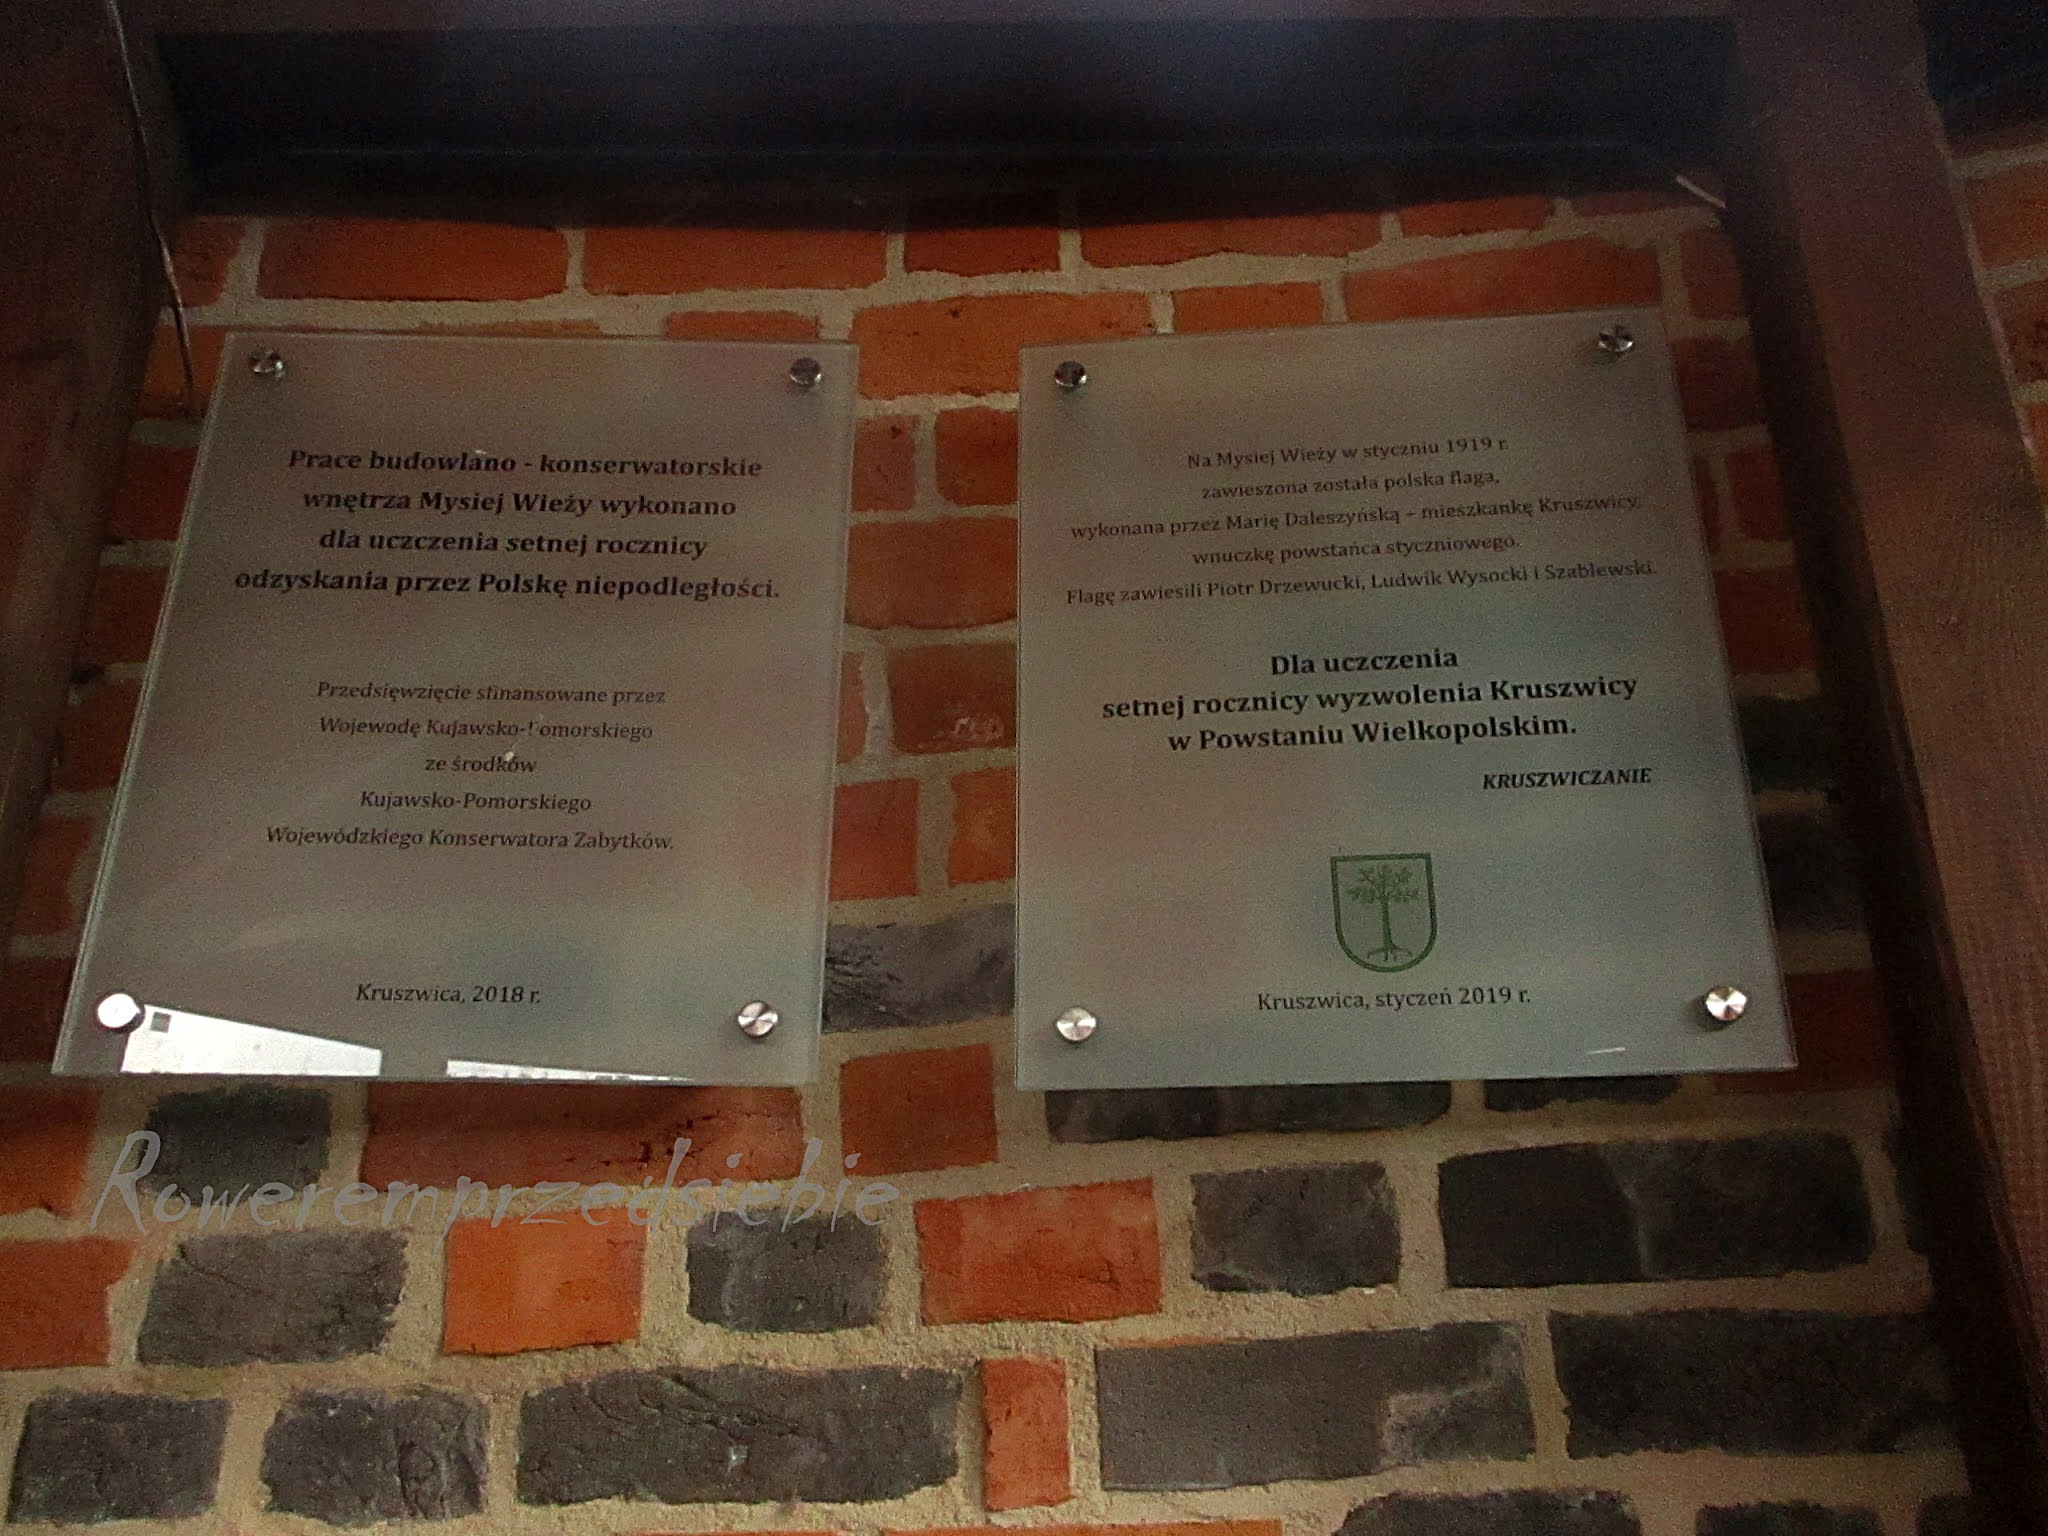 Prace budowlano - konserwatorskie
wnętrza Mysiej Wieży wykonano
dla uczczenia setnej rocznicy
odzyskania przez Polskę niepodległości.
Przedsięwzięcie sfinansowane przez
Wojewodę Kujawsko-Pomorskiego
ze środków
Kujawsko-Pomorskiego
Wojewódzkiego Konserwatora Zabytków.
Kruszwica, 2018 r.
Na Mysiej Wieży w styczniu 1919 r.
zawieszona została polska flaga,
wykonana przez Marię Daleszyńską – mieszkankę Kruszwicy,
wnuczkę powstańca styczniowego.
Flagę zawiesili Piotr Drzewucki, Ludwik Wysocki i Szablewski.
Dla uczczenia
setnej rocznicy wyzwolenia Kruszwicy
w Powstaniu Wielkopolskim.
KRUSZWICZANIE
Kruszwica, styczeń 2019 r.
Roweremprzedsiebie